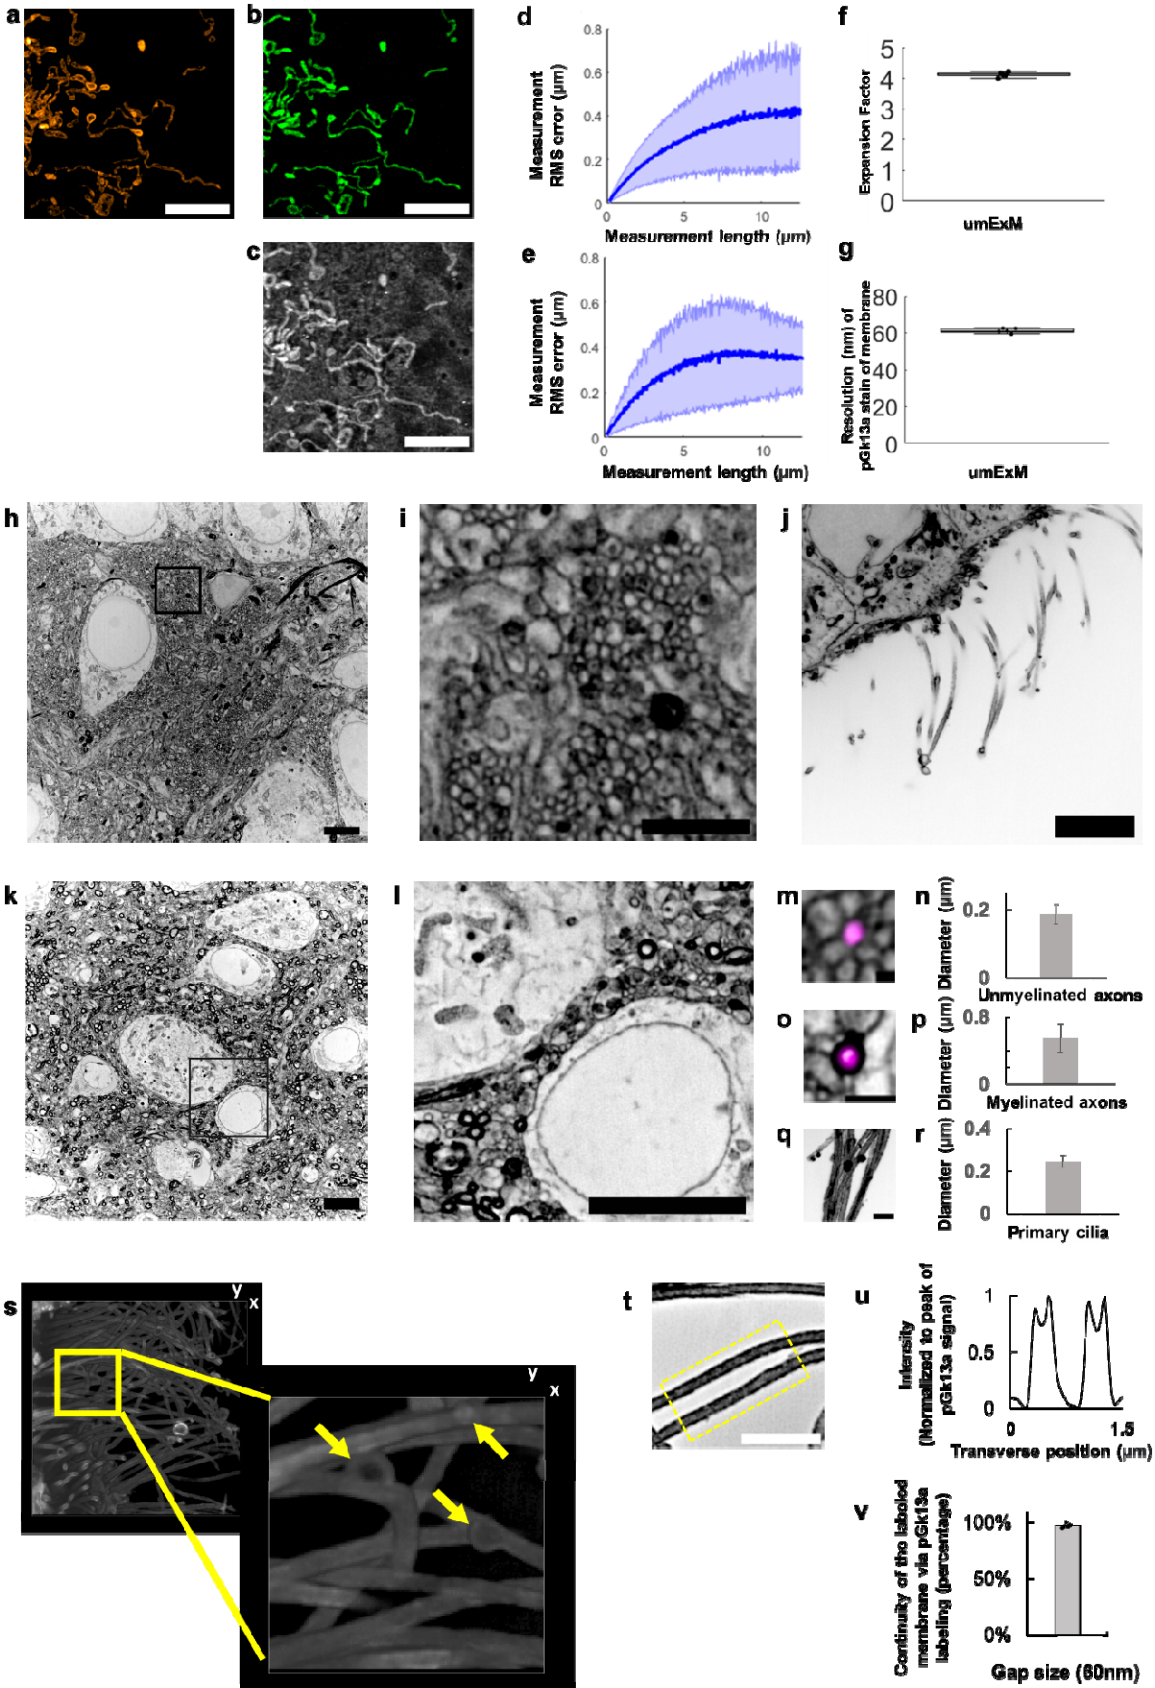 a
b
c
d
Measurement
RMS error (µm)
0.8
0.6
0.4
0.2
0
0
5
10
Measurement length (µm)
e
Measurement
RMS error (µm)
0.8
0.6
0.4
0.2
0
0
5
10
Measurement length (µm)
f
Expansion Factor
5
4
3
2
1
0
umExM
g
Resolution (nm) of
pGk13a stain of membrane
80
60
40
20
0
umExM
h
i
j
k
l
m
n
Diameter (µm)
0.2
0
Unmyelinated axons
o
p
Diameter (µm)
0.8
0
Myelinated axons
q
r
Diameter (µm)
0.4
0.2
0
Primary cilia
s
y
x
y
x
t
u
Intensity
(Normalized to peak of
pGk13a signal)
1
0.5
0
0
1.5
Transverse position (µm)
v
Continuity of the labeled
membrane via pGk13a
labeling (percentage)
100%
50%
0%
Gap size (60nm)